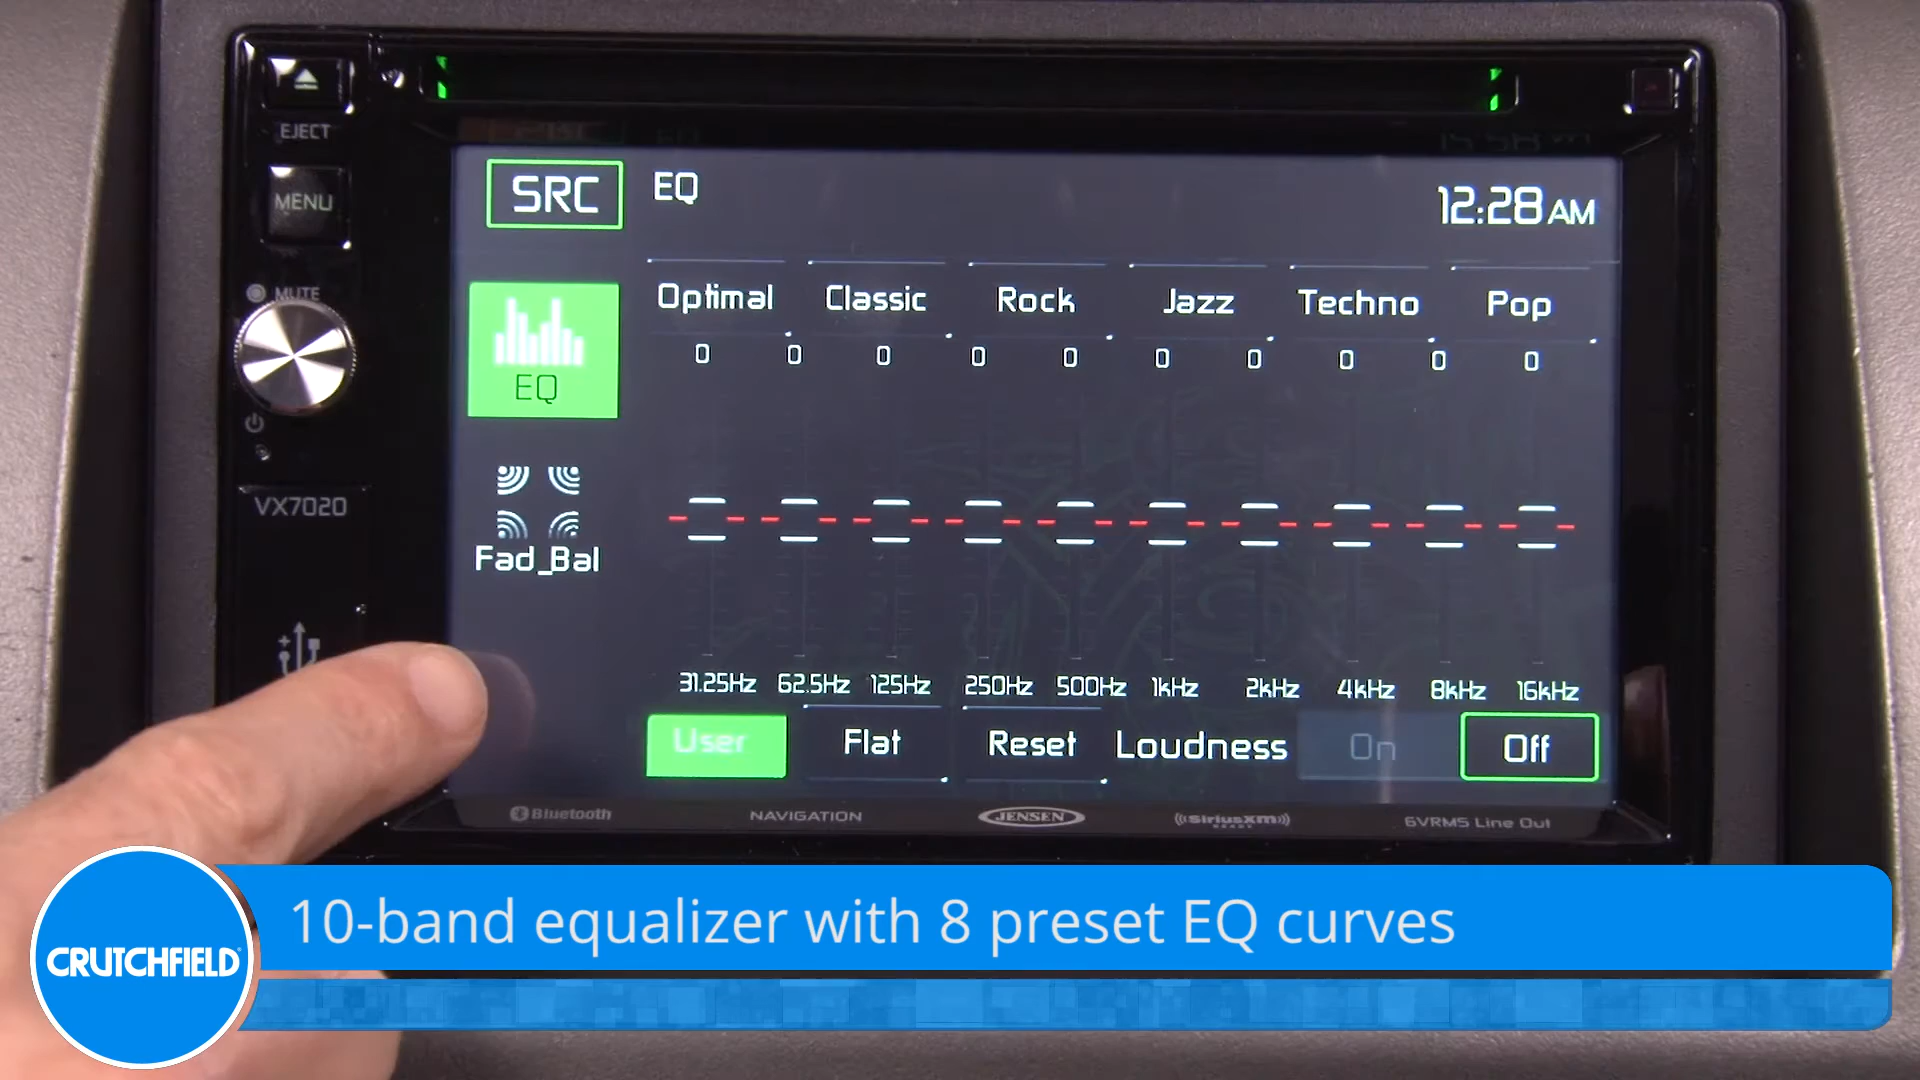 EJECT
MENU
MUTE
VX7020
SRC
EQ
12:28AM
Optimal Classic Rock Jazz Techno Pop
0 0 0 0 0 0 0 0 0 0
EQ
Fad_Bal
31.25Hz 62.5Hz 125Hz 250Hz 500Hz 1kHz 2kHz 4kHz 8kHz 16kHz
User Flat Reset Loudness On Off
Bluetooth NAVIGATION JENSEN SiriusXM 6VRMS Line Out
READY
10-band equalizer with 8 preset EQ curves
CRUTCHFIELD